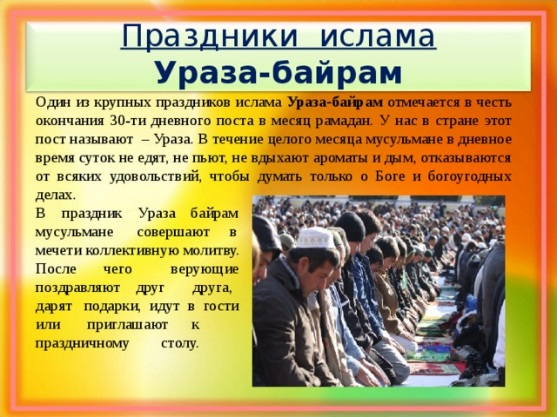 Праздники ислама
Ураза-байрам
Один из крупных праздников ислама Ураза-байрам отмечается в честь
окончания 30-ти дневного поста в месяц рамадан. У нас в стране этот
пост называют – Ураза. В течение целого месяца мусульмане в дневное
время суток не едят, не пьют, не вдыхают ароматы и дым, отказываются
от всяких удовольствий, чтобы думать только о Боге и богоугодных
делах.
В праздник Ураза байрам
мусульмане совершают в
мечети коллективную молитву.
После чего верующие
поздравляют друг друга,
дарят подарки, идут в гости
или приглашают к
праздничному столу.